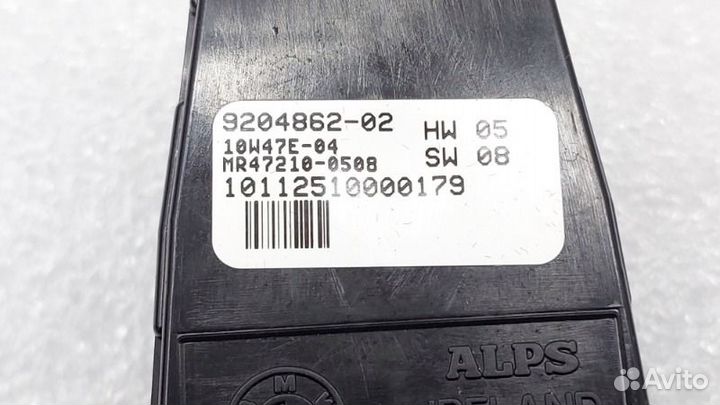 9204862-02
HW 05
10W47E-04
MR47210-0508
SW 08
10112510000179
ALPS
IRELAND
M
Avito